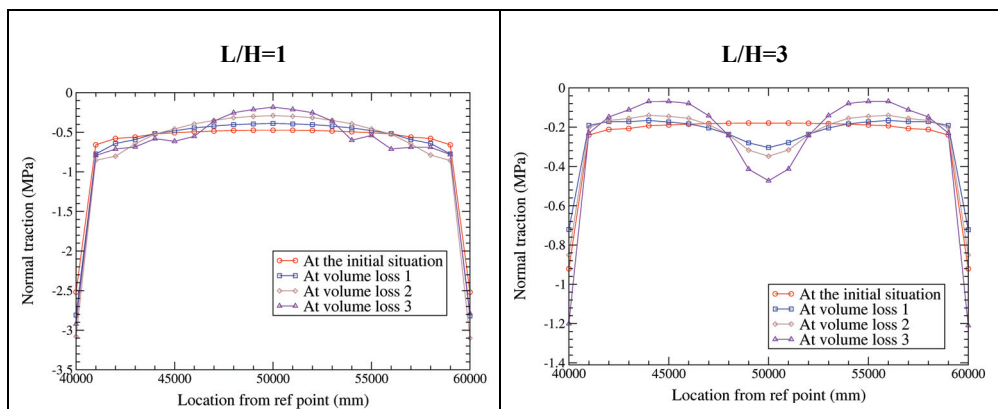 L/H=1
0
-0.5
-1
-1.5
-2
-2.5
-3
-3.5
Normal traction (MPa)
At the initial situation
At volume loss 1
At volume loss 2
At volume loss 3
40000 45000 50000 55000 60000
Location from ref point (mm)
L/H=3
0
-0.2
-0.4
-0.6
-0.8
-1
-1.2
-1.4
Normal traction (MPa)
At the initial situation
At volume loss 1
At volume loss 2
At volume loss 3
40000 45000 50000 55000 60000
Location from ref point (mm)